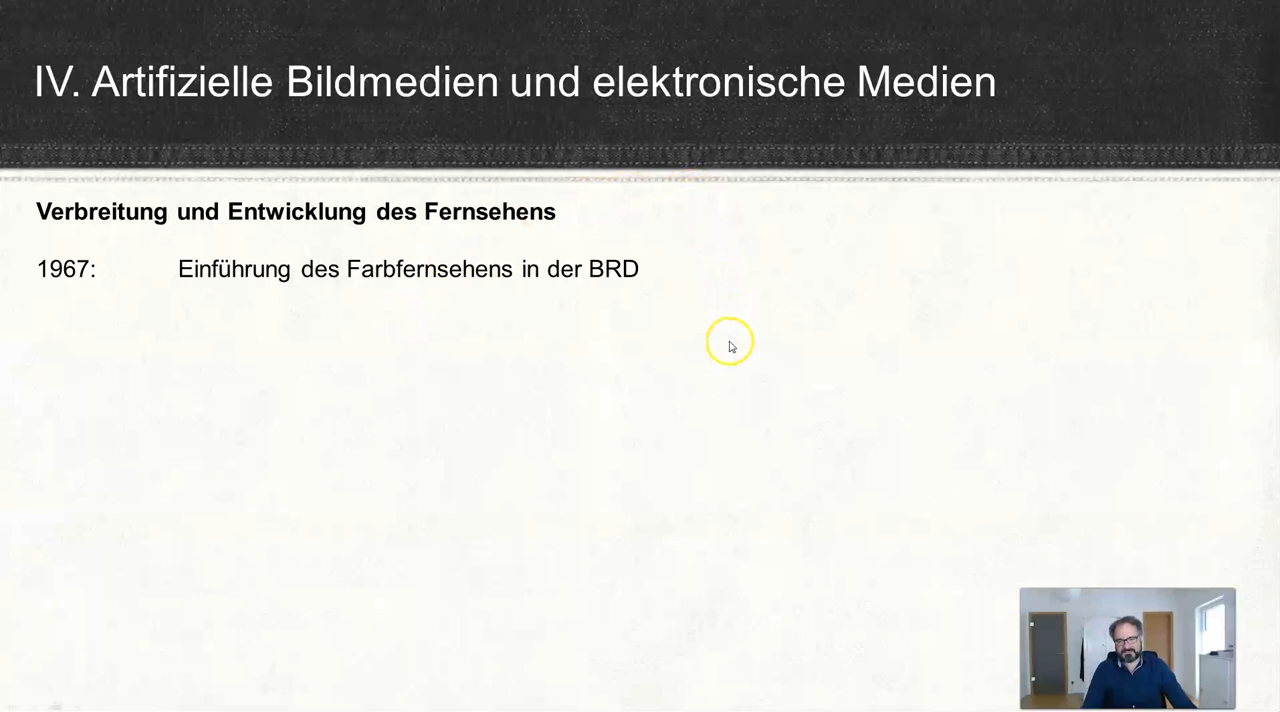 IV. Artifizielle Bildmedien und elektronische Medien
Verbreitung und Entwicklung des Fernsehens
1967: Einführung des Farbfernsehens in der BRD